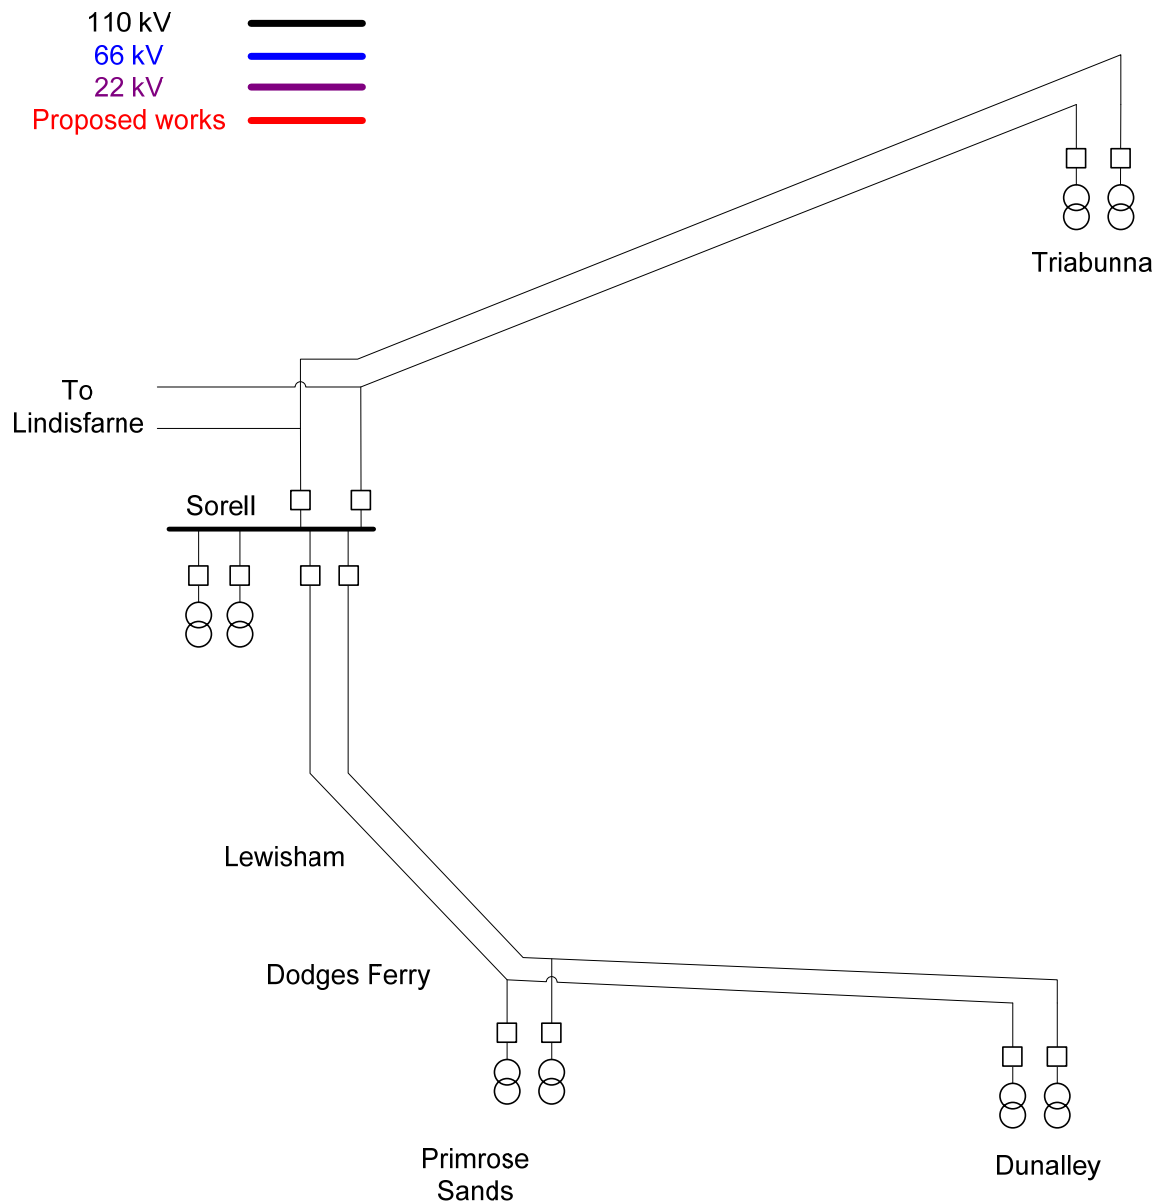 110 kV
66 kV
22 kV
Proposed works
Triabunna
To
Lindisfarne
Sorell
Lewisham
Dodges Ferry
Primrose
Sands
Dunalley